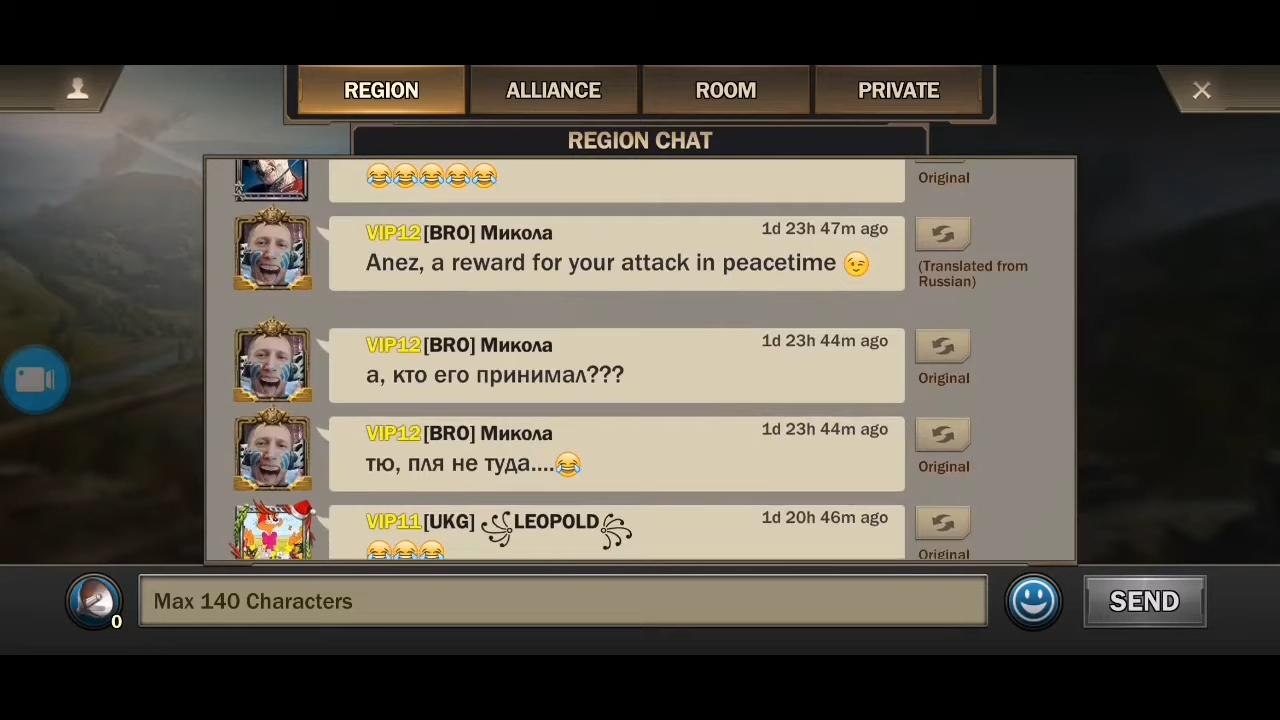 REGION
ALLIANCE
ROOM
PRIVATE
REGION CHAT
😂😂😂😂😂
Original
VIP12[BRO] Микола
1d 23h 47m ago
Anez, a reward for your attack in peacetime 😉
(Translated from
Russian)
VIP12[BRO] Микола
1d 23h 44m ago
а, кто его принимал???
Original
VIP12[BRO] Микола
1d 23h 44m ago
тю, пля не туда....😂
Original
VIP11[UKG] ꧁LEOPOLD꧂
1d 20h 46m ago
😂😂😂
Original
0
Max 140 Characters
SEND